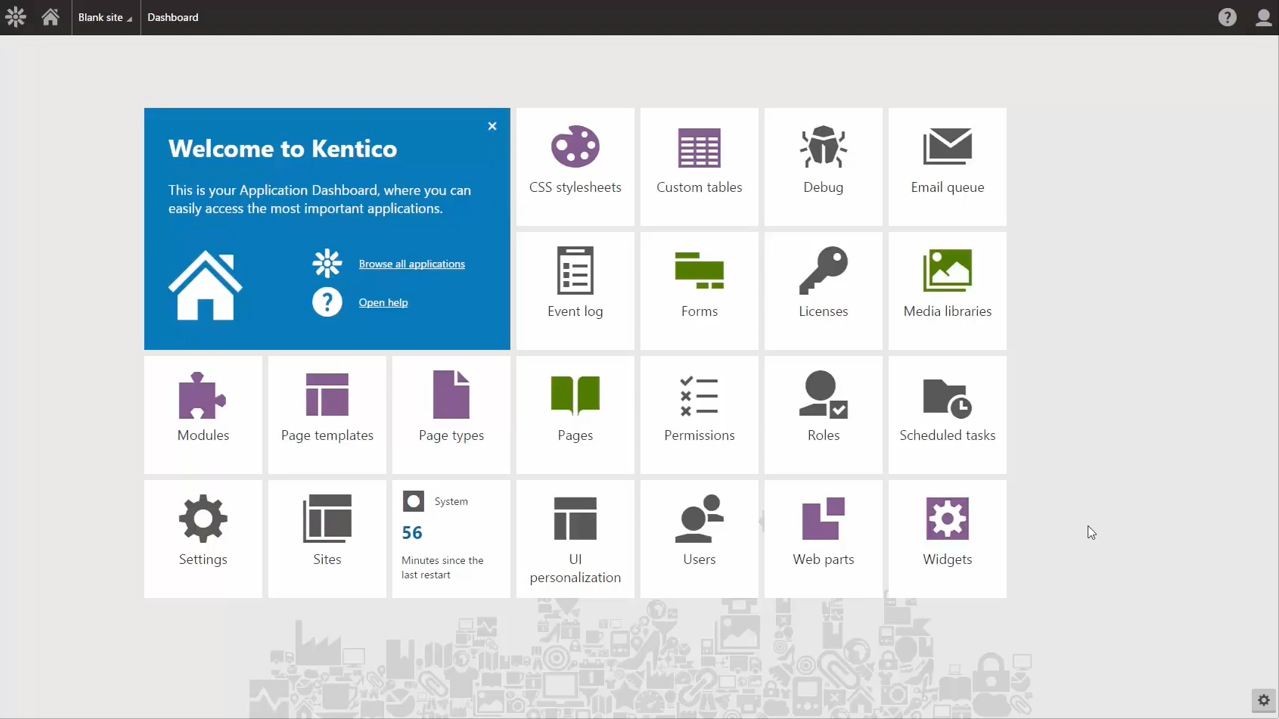 Blank site
Dashboard
Welcome to Kentico
This is your Application Dashboard, where you can
easily access the most important applications.
Browse all applications
Open help
CSS stylesheets
Custom tables
Debug
Email queue
Event log
Forms
Licenses
Media libraries
Modules
Page templates
Page types
Pages
Permissions
Roles
Scheduled tasks
Settings
Sites
System
56
Minutes since the
last restart
UI
personalization
Users
Web parts
Widgets